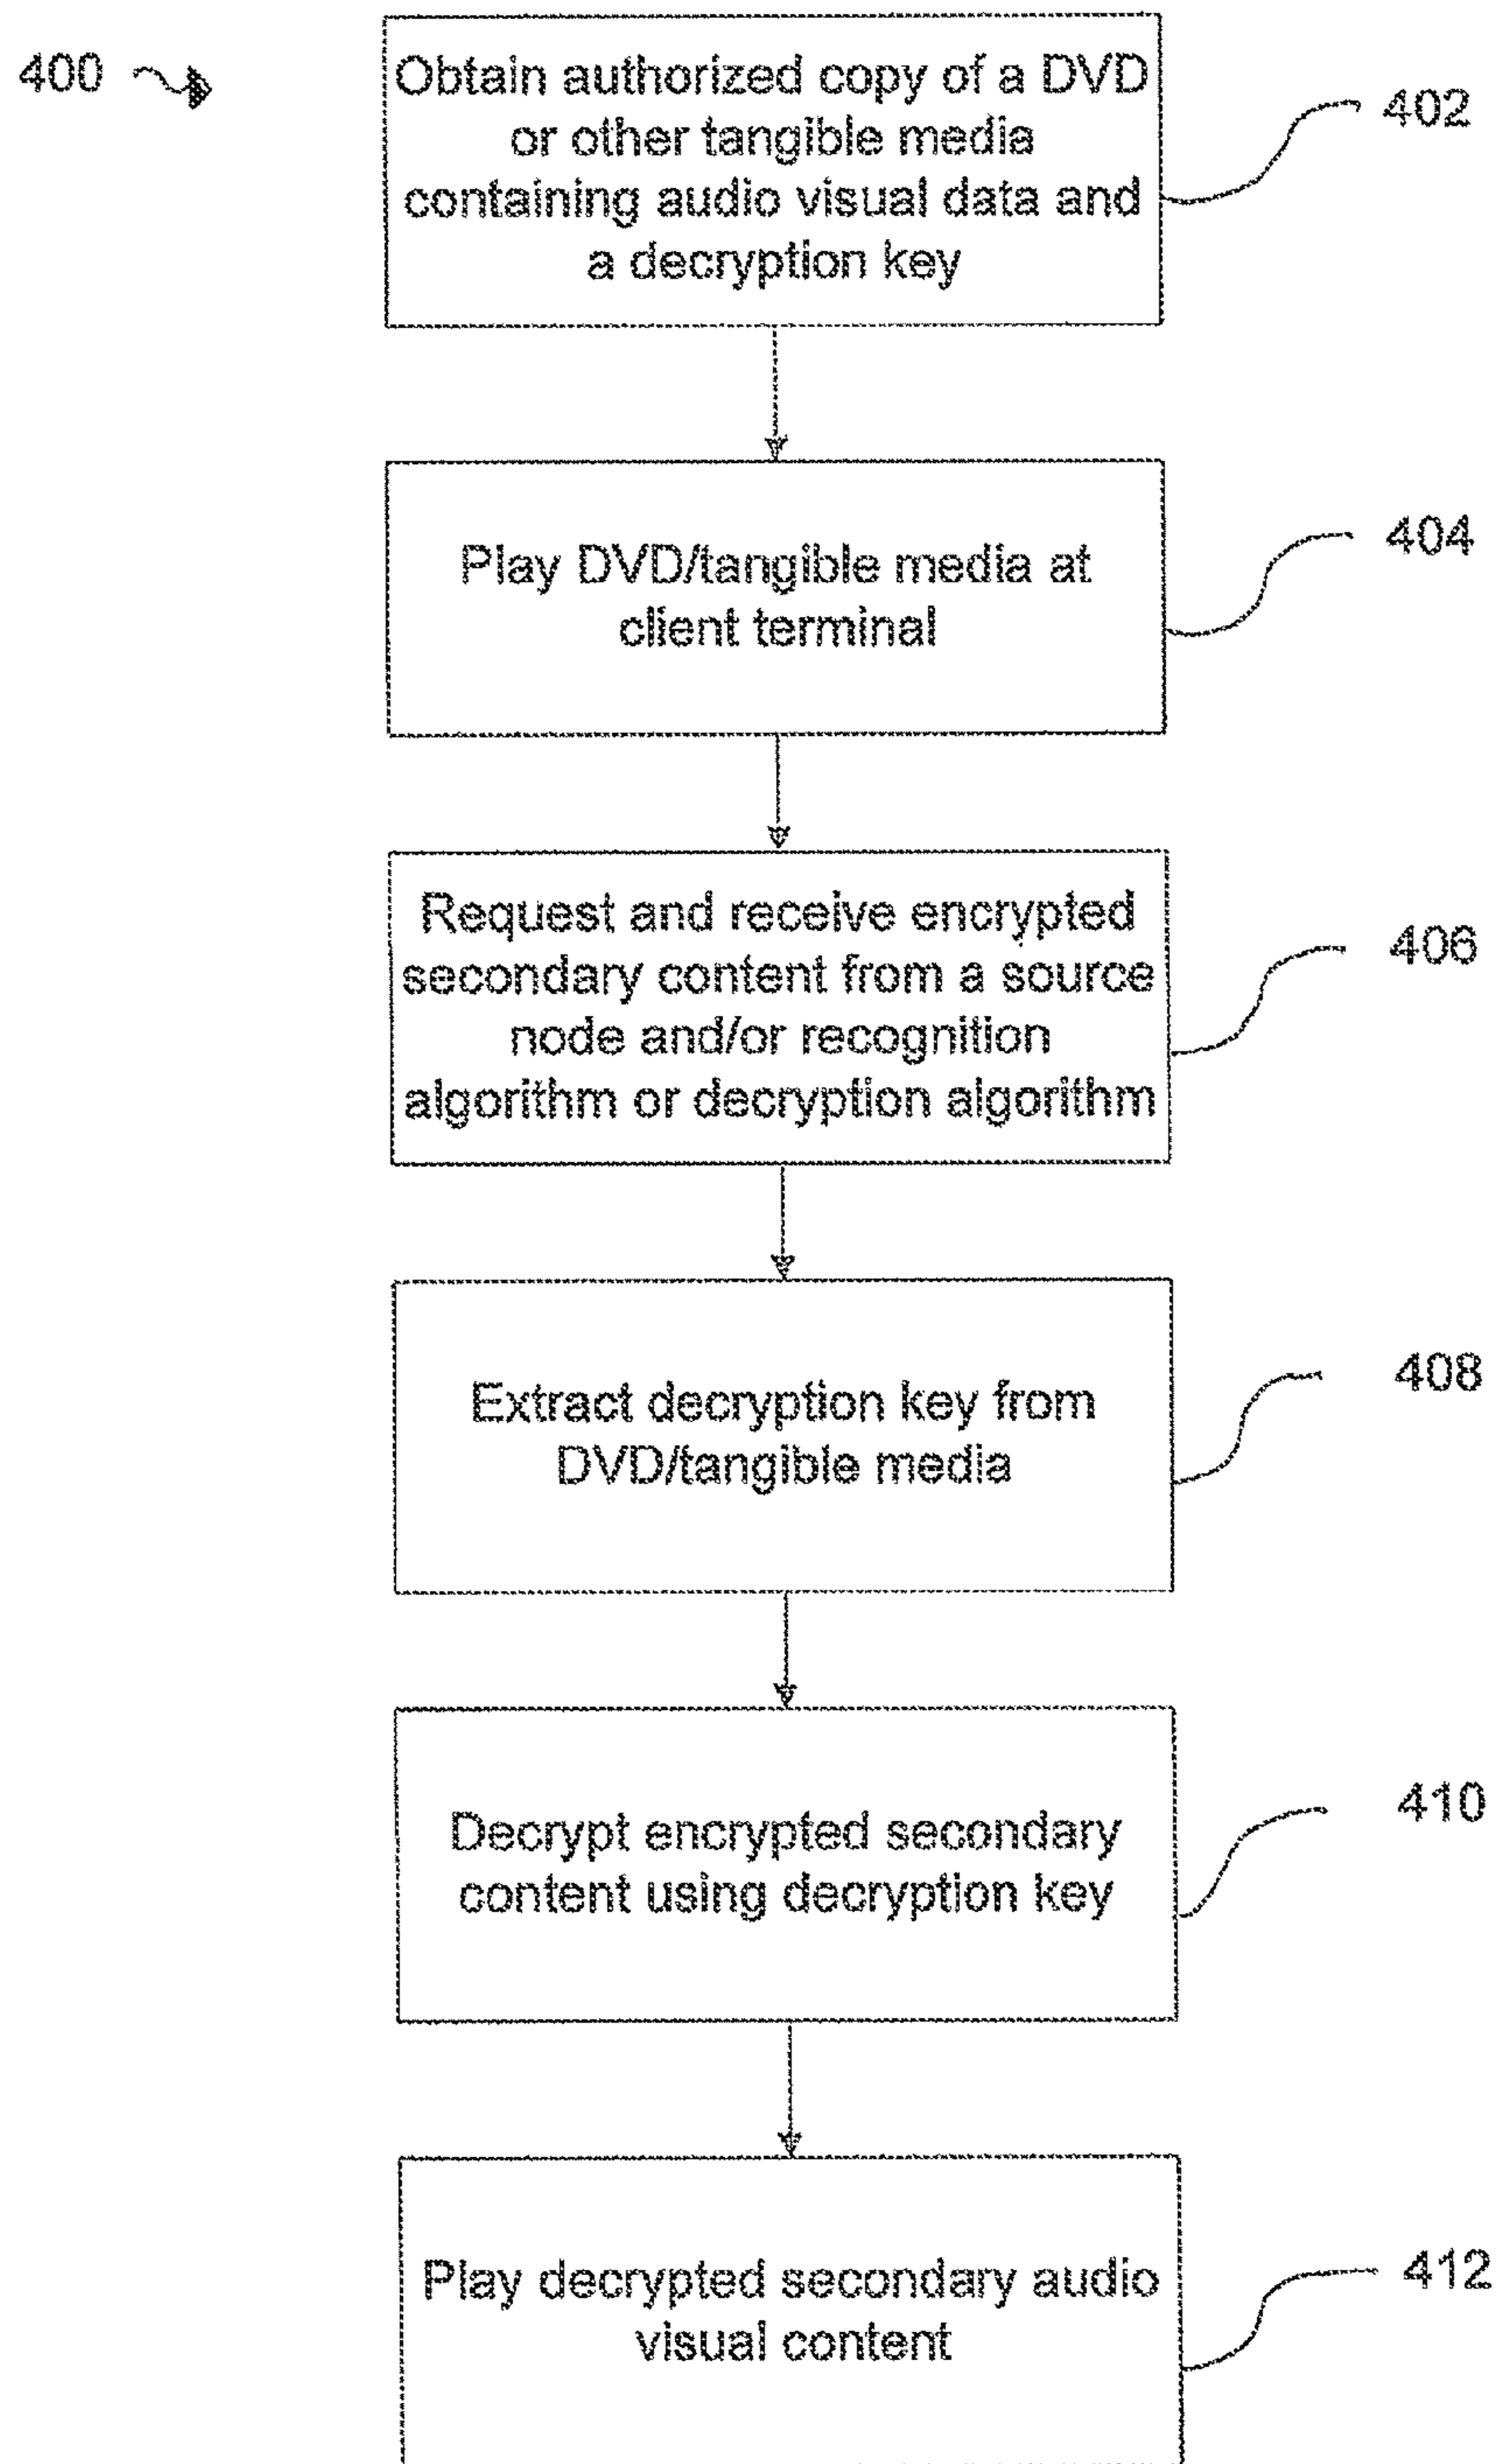 400
Obtain authorized copy of a DVD
or other tangible media
containing audio visual data and
a decryption key
402
Play DVD/tangible media at
client terminal
404
Request and receive encrypted
secondary content from a source
node and/or recognition
algorithm or decryption algorithm
406
Extract decryption key from
DVD/tangible media
408
Decrypt encrypted secondary
content using decryption key
410
Play decrypted secondary audio
visual content
412